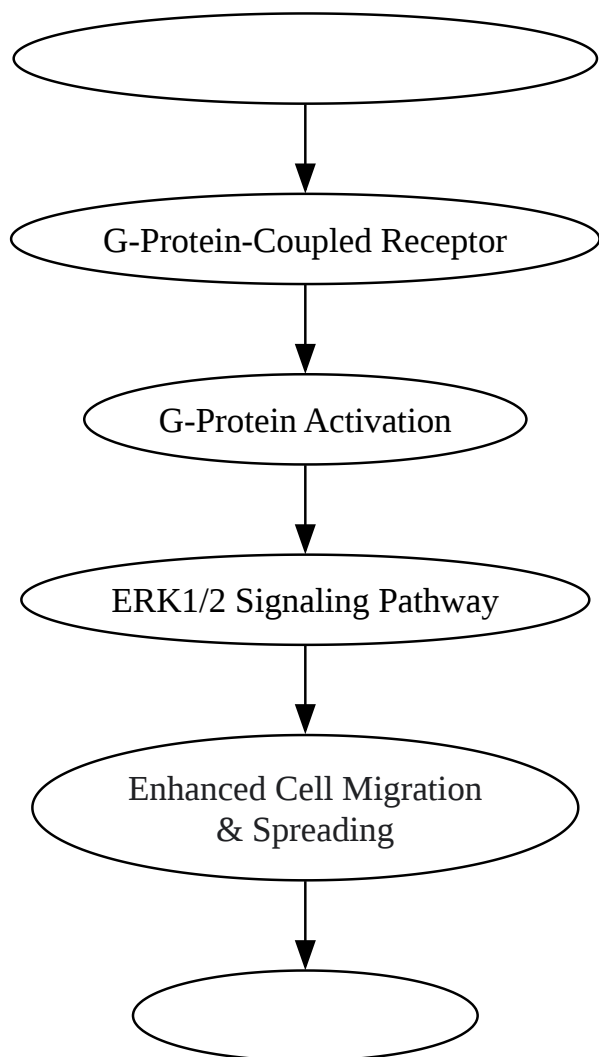 G-Protein-Coupled Receptor
G-Protein Activation
ERK1/2 Signaling Pathway
Enhanced Cell Migration
& Spreading